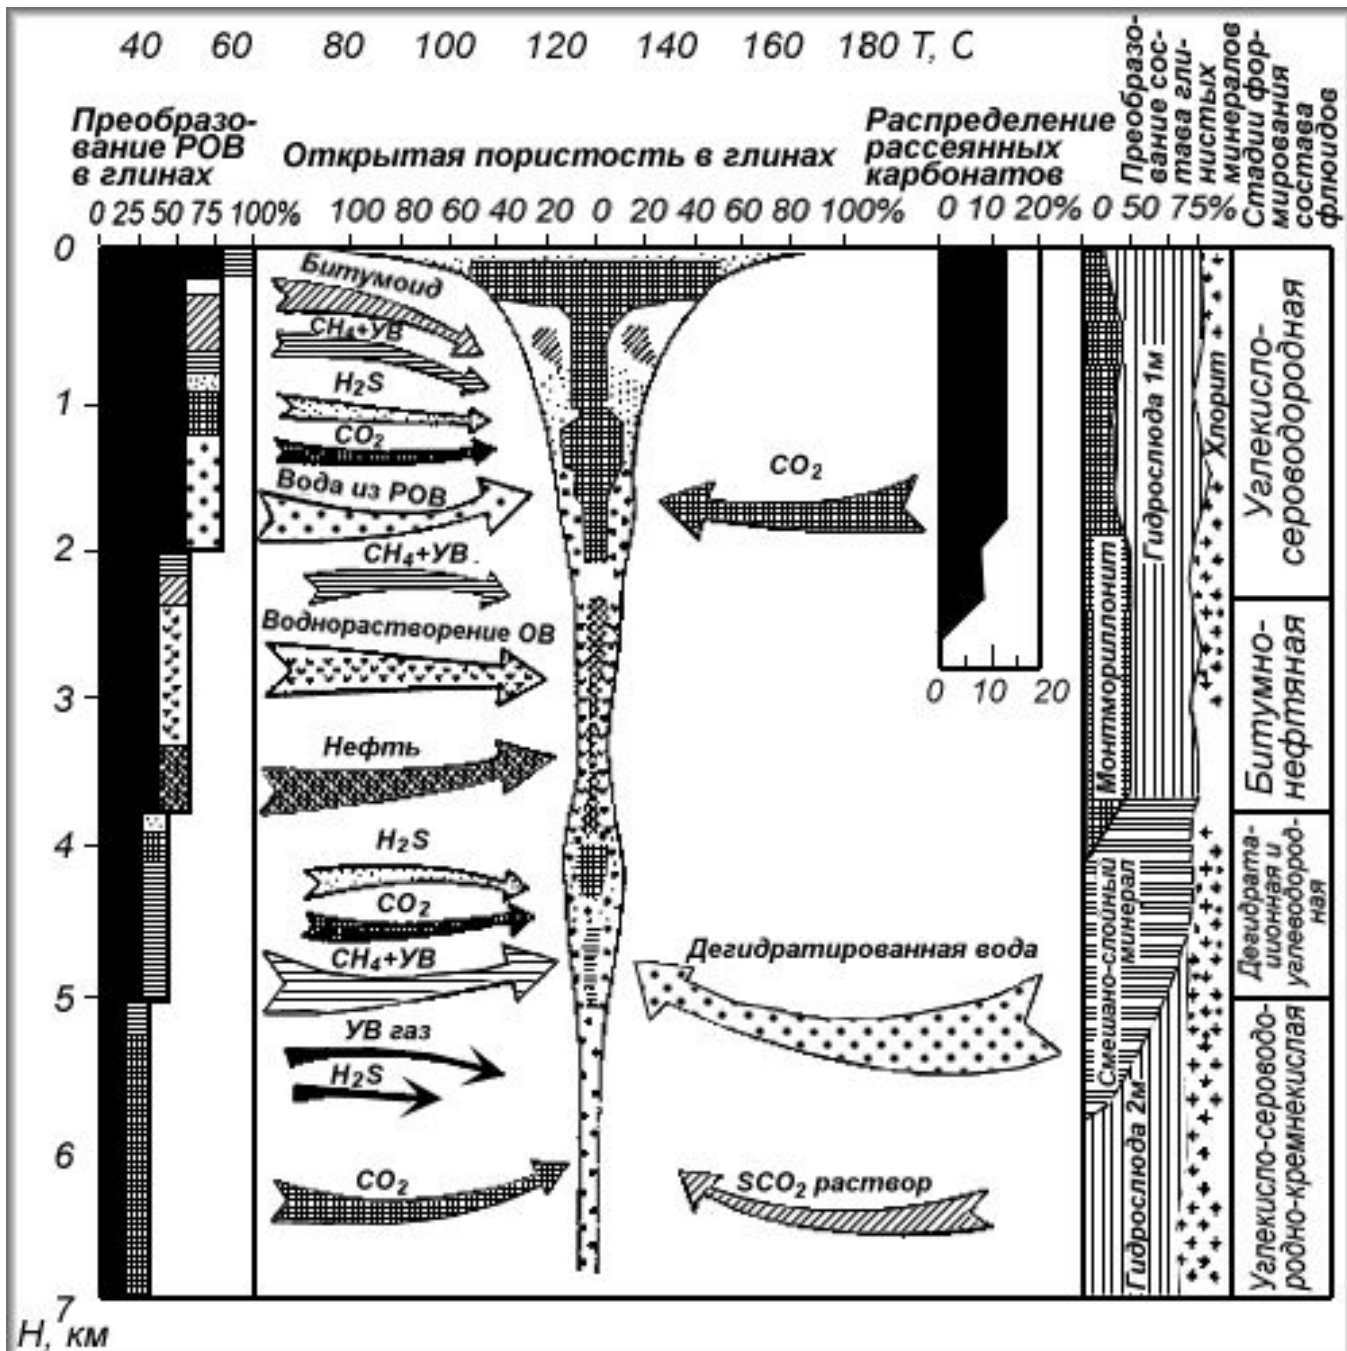 40 60 80 100 120 140 160 180 Т, С
Преобразо-
вание РОВ
в глинах
Открытая пористость в глинах
Распределение
рассеянных
карбонатов
Преобразо-
вание сос-
тава гли-
нистых
минералов
Стадии фор-
мирования
состава
флюидов
0 25 50 75 100%
100 80 60 40 20 0 20 40 60 80 100%
0 10 20%
0 50 75%
0
1
2
3
4
5
6
7
Н, км
Битумоид
CH4+УВ
H2S
CO2
Вода из РОВ
CH4+УВ
Воднорастворение ОВ
Нефть
H2S
CO2
CH4+УВ
УВ газ
H2S
CO2
CO2
Дегидратированная вода
SCO2 раствор
0 10 20
Монтмориллонит
Гидрослюда 1м
Хлорит
Смешано-слоиный
минерал
Гидрослюда 2м
Углекисло-
сероводородная
Битумно-
нефтяная
Дегидрата-
ционная и
углеводород-
ная
Углекисло-серовoдо-
родно-кремнекислая